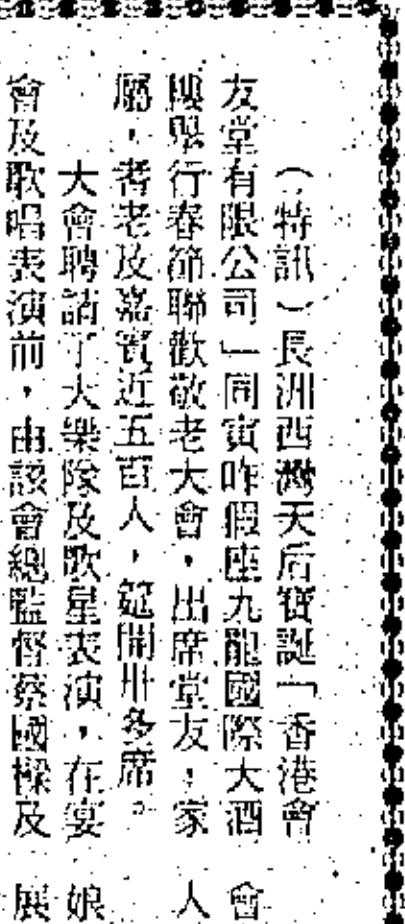 （特訊）長洲西灣天后寶誕「香港會
友堂有限公司」同寅昨假座九龍國際大酒
樓舉行春節聯歡敬老大會，出席堂友，家
屬，耆老及嘉賓近五百人，筵開卅多席。
大會聘請了大樂隊及歌星表演，在宴
會及歌唱表演前，由該會總監督蔡國樑及
會
人
娘
展